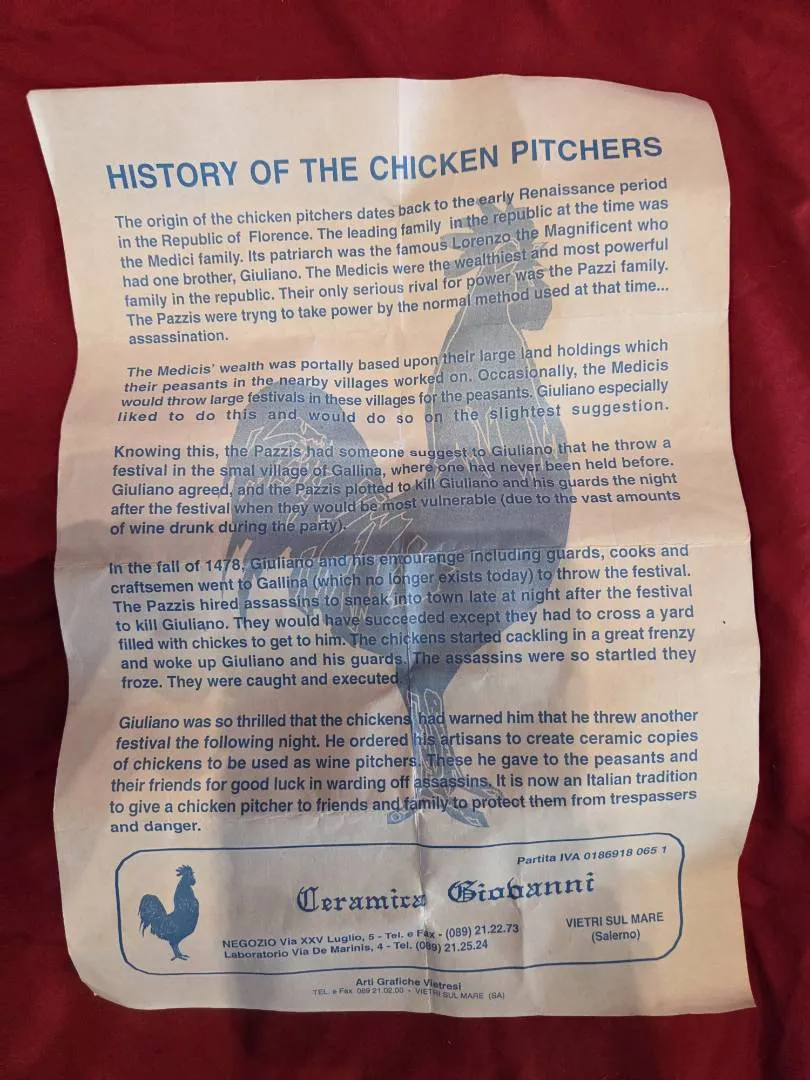 HISTORY OF THE CHICKEN PITCHERS
The origin of the chicken pitchers dates back to the early Renaissance period
in the Republic of Florence. The leading family in the republic at the time was
the Medici family. Its patriarch was the famous Lorenzo the Magnificent who
had one brother, Giuliano. The Medicis were the wealthiest and most powerful
family in the republic. Their only serious rival for power was the Pazzi family.
The Pazzis were tryng to take power by the normal method used at that time...
assassination.
The Medicis' wealth was portally based upon their large land holdings which
their peasants in the nearby villages worked on. Occasionally, the Medicis
would throw large festivals in these villages for the peasants. Giuliano especially
liked to do this and would do so on the slightest suggestion.
Knowing this, the Pazzis had someone suggest to Giuliano that he throw a
festival in the smal village of Gallina, where one had never been held before.
Giuliano agreed, and the Pazzis plotted to kill Giuliano and his guards the night
after the festival when they would be most vulnerable (due to the vast amounts
of wine drunk during the party).
In the fall of 1478, Giuliano and his entourange including guards, cooks and
craftsemen went to Gallina (which no longer exists today) to throw the festival.
The Pazzis hired assassins to sneak into town late at night after the festival
to kill Giuliano. They would have succeeded except they had to cross a yard
filled with chickes to get to him. The chickens started cackling in a great frenzy
and woke up Giuliano and his guards. The assassins were so startled they
froze. They were caught and executed.
Giuliano was so thrilled that the chickens had warned him that he threw another
festival the following night. He ordered his artisans to create ceramic copies
of chickens to be used as wine pitchers. These he gave to the peasants and
their friends for good luck in warding off assassins. It is now an Italian tradition
to give a chicken pitcher to friends and family to protect them from trespassers
and danger.
Partita IVA 0186918 065 1
Ceramica Giovanni
NEGOZIO Via XXV Luglio, 5 - Tel. e Fax - (089) 21.22.73
Laboratorio Via De Marinis, 4 - Tel. (089) 21.25.24
VIETRI SUL MARE
(Salerno)
Arti Grafiche Vietresi
TEL. e Fax 089 21.02.00 - VIETRI SUL MARE (SA)